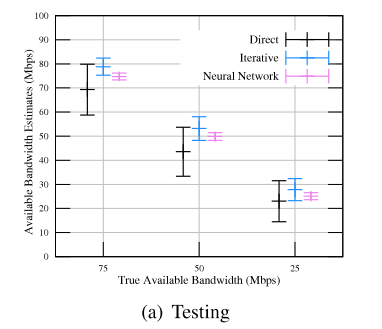 100
90
80
70
60
50
40
30
20
10
0
Available Bandwidth Estimates (Mbps)
Direct
Iterative
Neural Network
75
50
25
True Available Bandwidth (Mbps)
(a) Testing